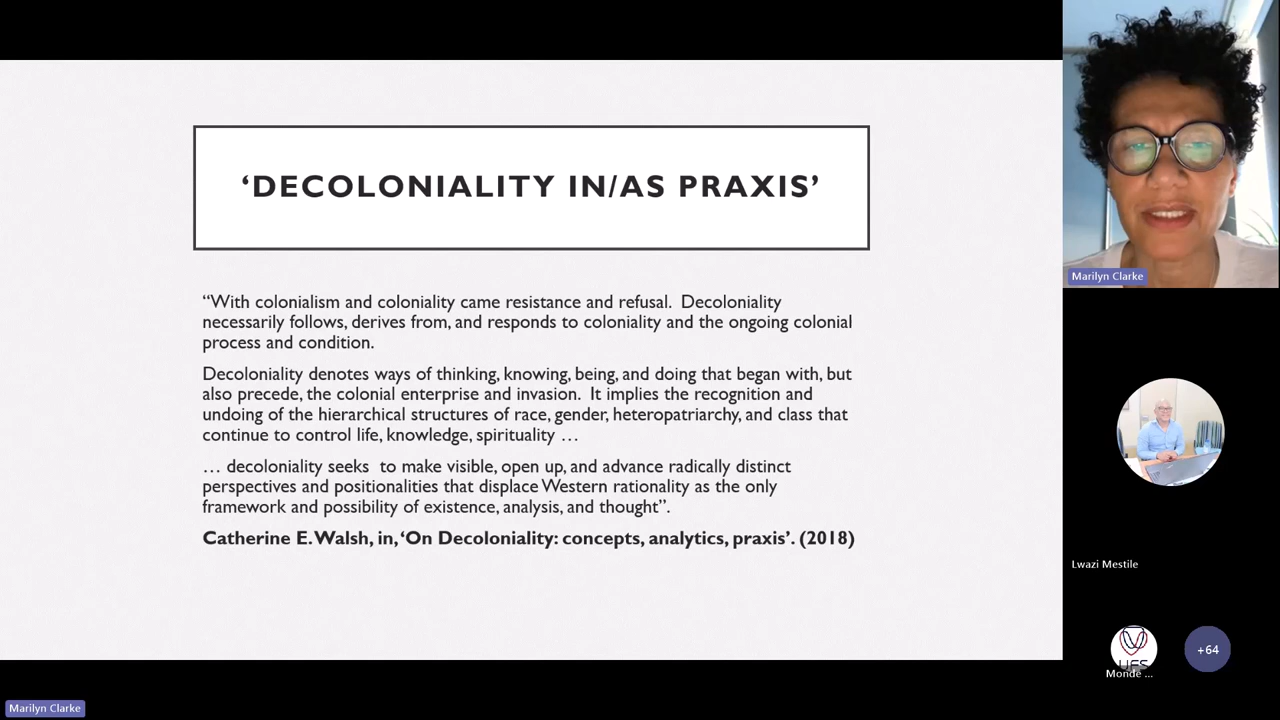 ‘DECOLONIALITY IN/AS PRAXIS’
“With colonialism and coloniality came resistance and refusal.  Decoloniality
necessarily follows, derives from, and responds to coloniality and the ongoing colonial
process and condition.
Decoloniality denotes ways of thinking, knowing, being, and doing that began with, but
also precede, the colonial enterprise and invasion.  It implies the recognition and
undoing of the hierarchical structures of race, gender, heteropatriarchy, and class that
continue to control life, knowledge, spirituality …
… decoloniality seeks  to make visible, open up, and advance radically distinct
perspectives and positionalities that displace Western rationality as the only
framework and possibility of existence, analysis, and thought”.
Catherine E. Walsh, in, ‘On Decoloniality: concepts, analytics, praxis’. (2018)
Marilyn Clarke
Lwazi Mestile
UFS
Monde ...
+64
Marilyn Clarke